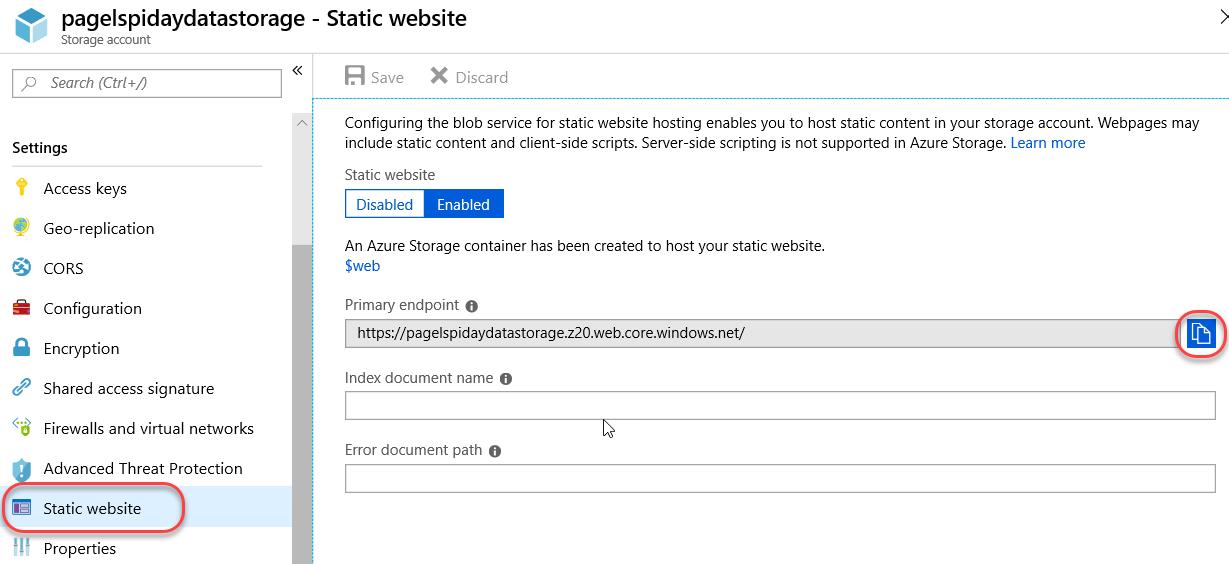 pagelspidaydatastorage - Static website
Storage account
Search (Ctrl+/)
Settings
Access keys
Geo-replication
CORS
Configuration
Encryption
Shared access signature
Firewalls and virtual networks
Advanced Threat Protection
Static website
Properties
Save
Discard
Configuring the blob service for static website hosting enables you to host static content in your storage account. Webpages may
include static content and client-side scripts. Server-side scripting is not supported in Azure Storage. Learn more
Static website
Disabled
Enabled
An Azure Storage container has been created to host your static website.
$web
Primary endpoint
https://pagelspidaydatastorage.z20.web.core.windows.net/
Index document name
Error document path